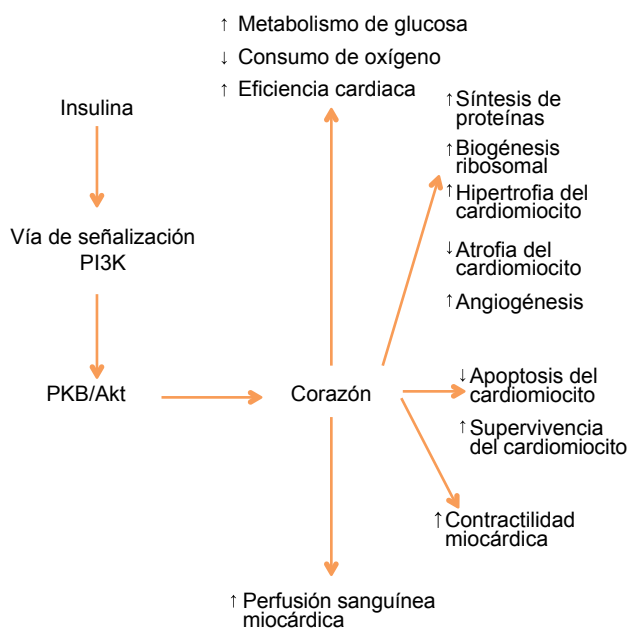 ↑ Metabolismo de glucosa
↓ Consumo de oxígeno
↑ Eficiencia cardiaca
Insulina
↑Síntesis de
proteínas
↑Biogénesis
ribosomal
↑Hipertrofia del
cardiomiocito
↓Atrofia del
cardiomiocito
↑Angiogénesis
Vía de señalización
PI3K
PKB/Akt
Corazón
↓Apoptosis del
cardiomiocito
↑Supervivencia
del cardiomiocito
↑Contractilidad
miocárdica
↑ Perfusión sanguínea
miocárdica